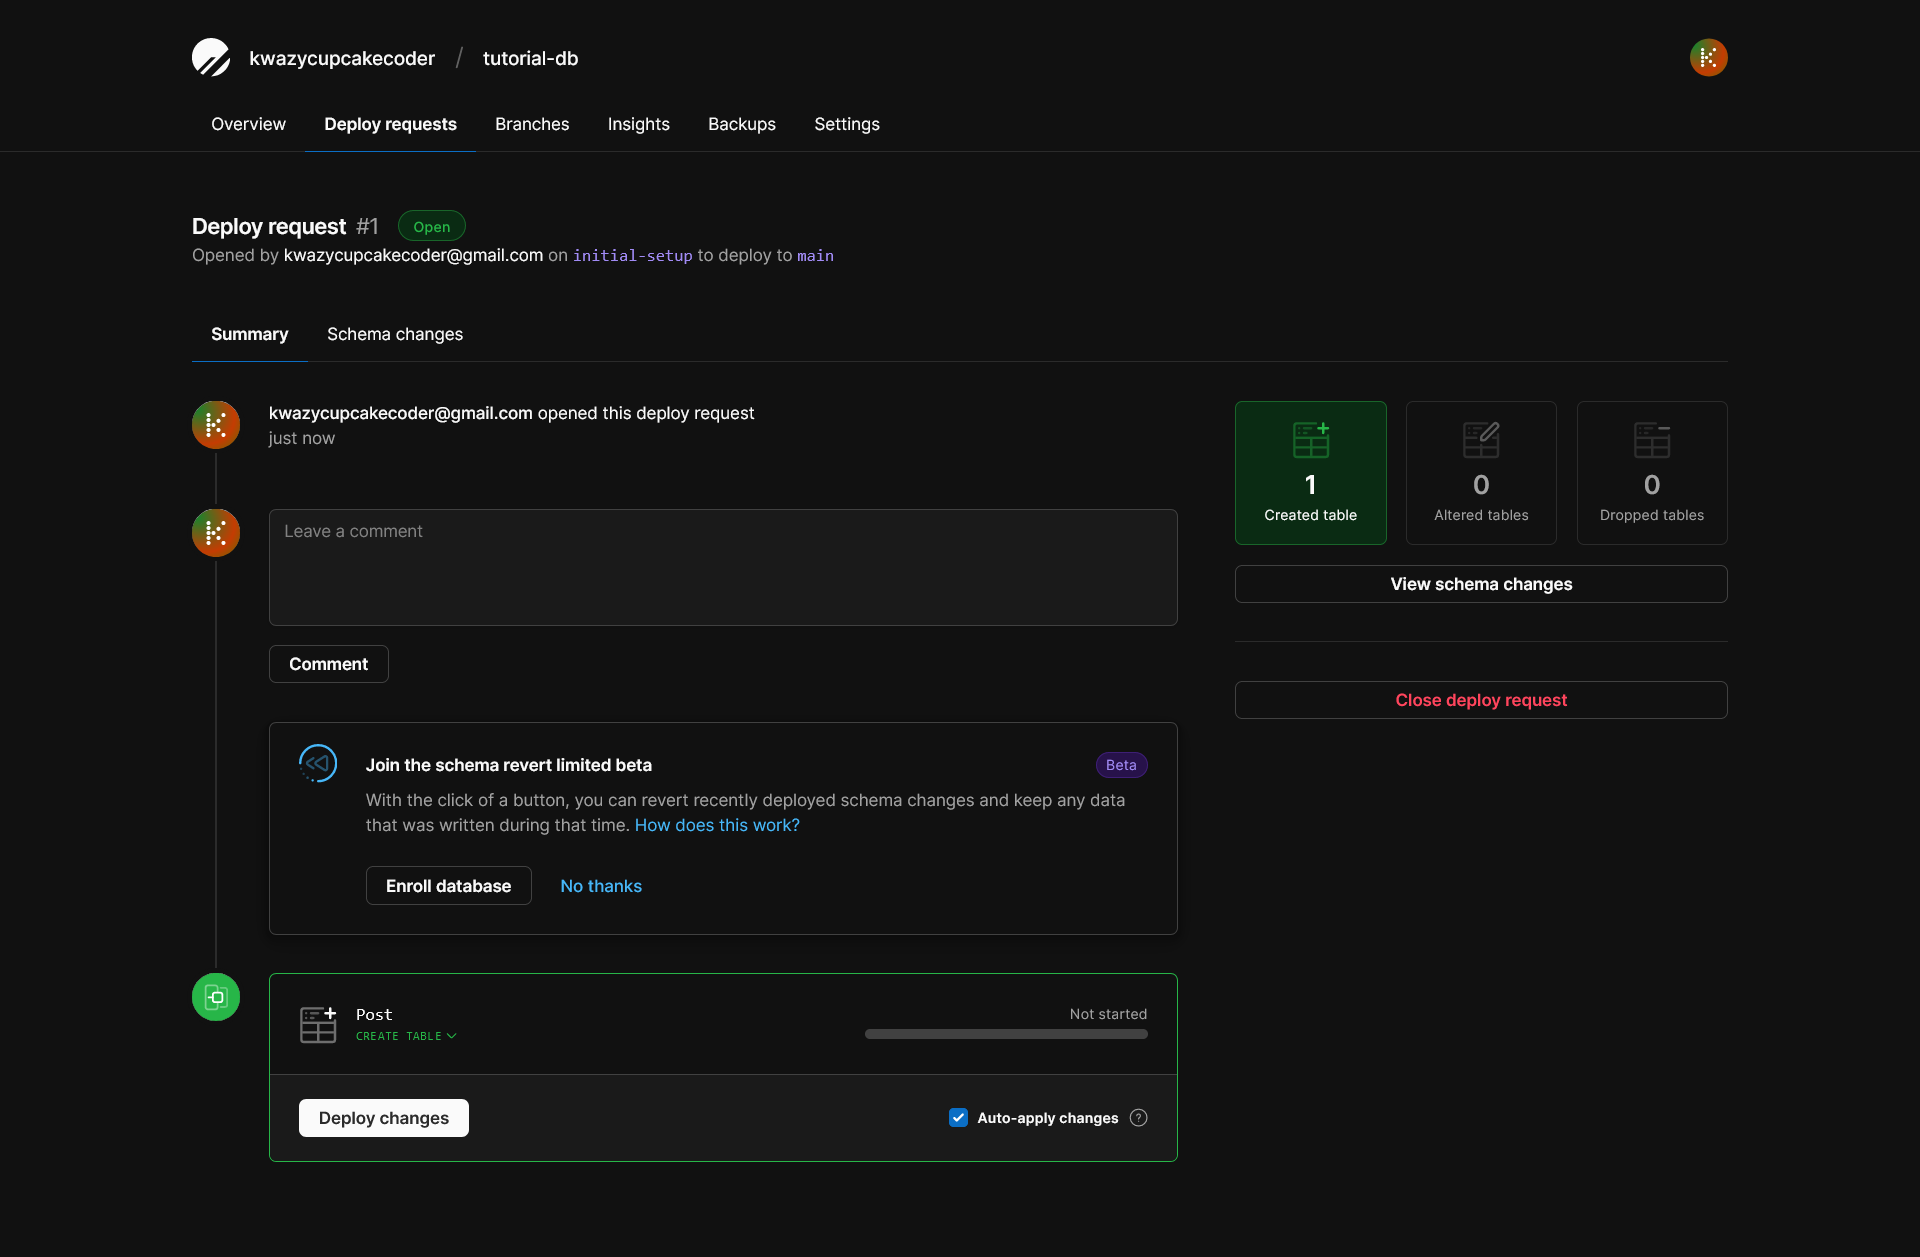 kwazycupcakecoder / tutorial-db
Overview Deploy requests Branches Insights Backups Settings
Deploy request #1 Open
Opened by kwazycupcakecoder@gmail.com on initial-setup to deploy to main
Summary Schema changes
kwazycupcakecoder@gmail.com opened this deploy request
just now
Leave a comment
Comment
Join the schema revert limited beta Beta
With the click of a button, you can revert recently deployed schema changes and keep any data
that was written during that time. How does this work?
Enroll database No thanks
Post
CREATE TABLE
Not started
Deploy changes
Auto-apply changes ?
1
Created table
0
Altered tables
0
Dropped tables
View schema changes
Close deploy request